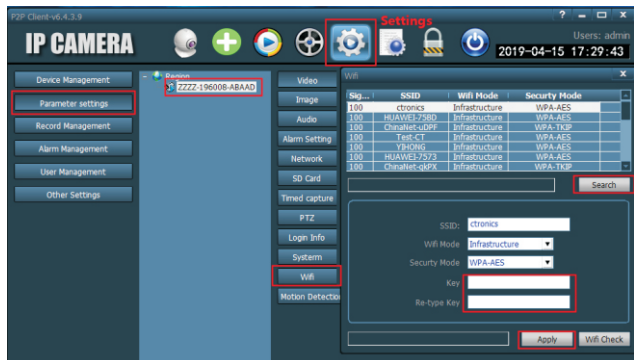 P2P Client-v6.4.3.9
Settings
IP CAMERA
Users: admin
2019-04-15 17:29:43
Device Management
Parameter settings
Record Management
Alarm Management
User Management
Other Settings
Region
ZZZZ-196008-ABAAD
Video
Image
Audio
Alarm Setting
Network
SD Card
Timed capture
PTZ
Login Info
Systerm
Wifi
Motion Detection
Wifi
Sig... SSID Wifi Mode Securty Mode
100 ctronics Infrastructure WPA-AES
100 HUAWEI-75BD Infrastructure WPA-AES
100 ChinaNet-uDPF Infrastructure WPA-TKIP
100 Test-CT Infrastructure WPA-AES
100 YIHONG Infrastructure WPA-AES
100 HUAWEI-7573 Infrastructure WPA-AES
100 ChinaNet-qkPX Infrastructure WPA-TKIP
Search
SSID: ctronics
Wifi Mode Infrastructure
Securty Mode WPA-AES
Key
Re-type Key
Apply Wifi Check